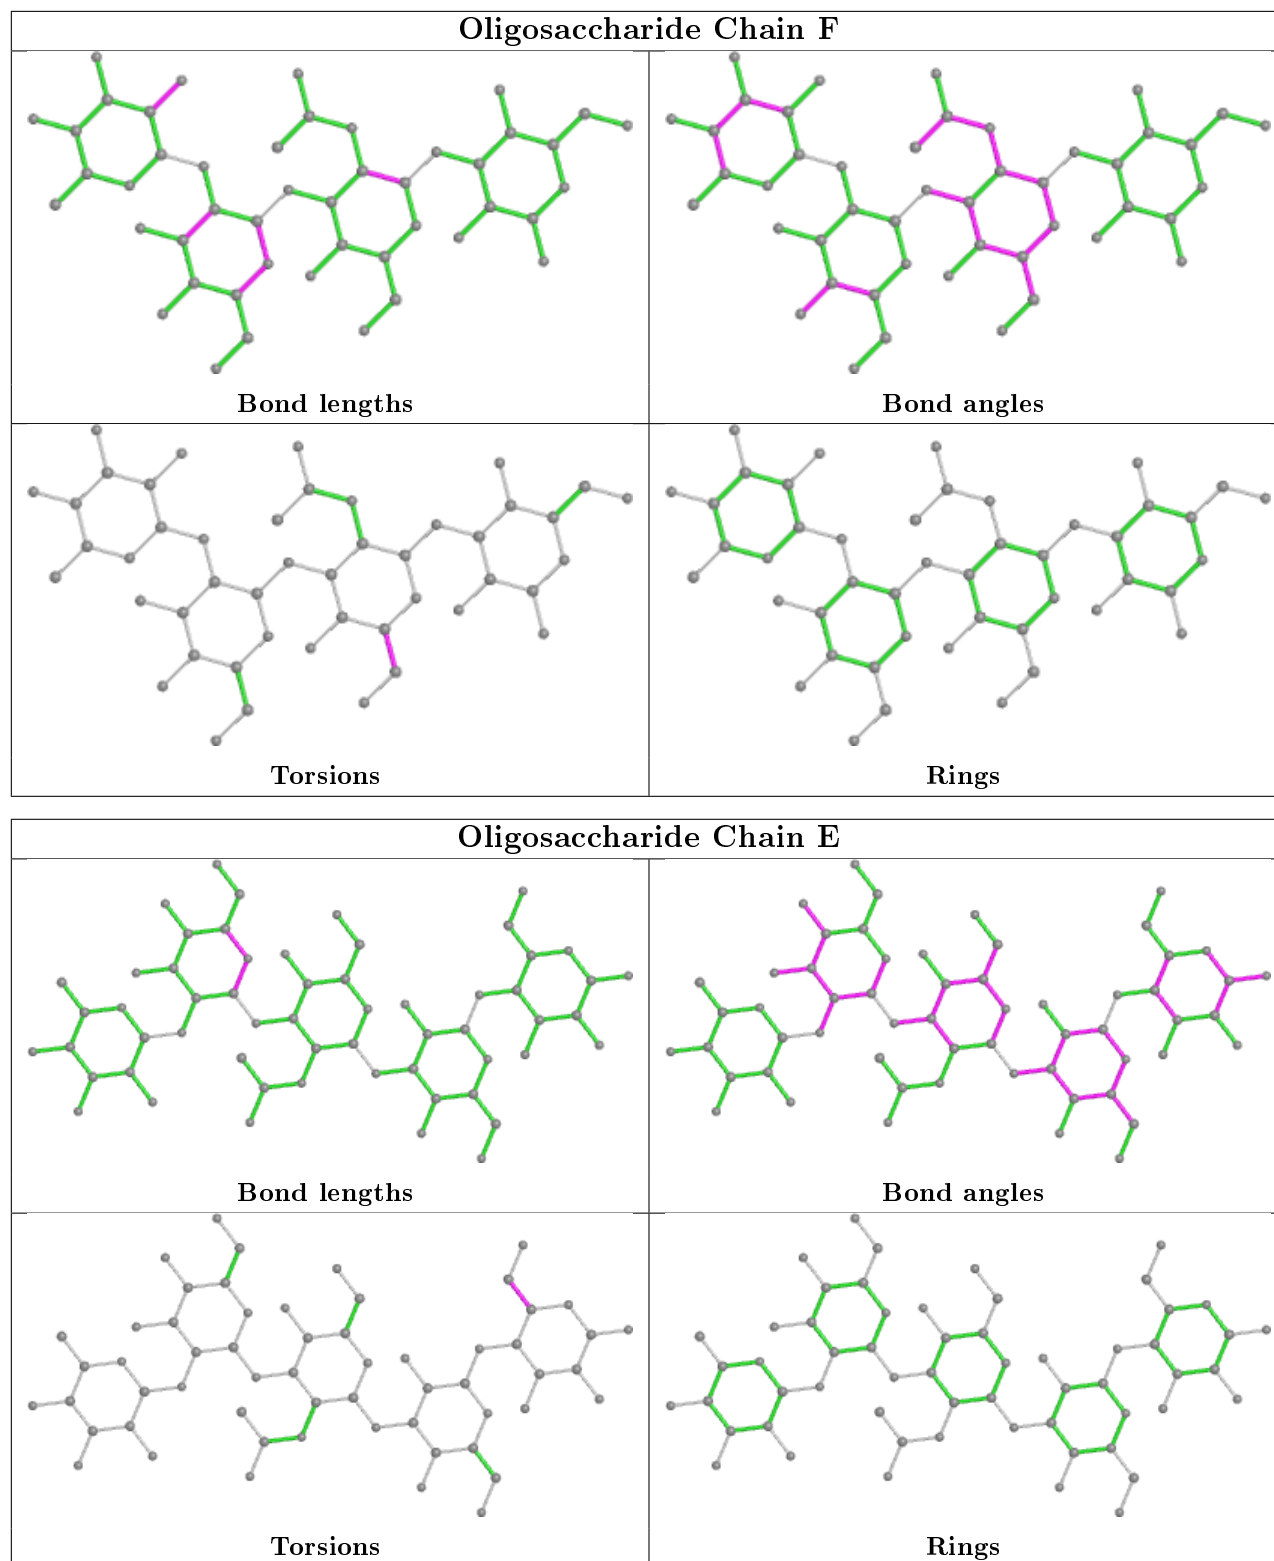 Oligosaccharide Chain F
Bond lengths
Bond angles
Torsions
Rings
Oligosaccharide Chain E
Bond lengths
Bond angles
Torsions
Rings